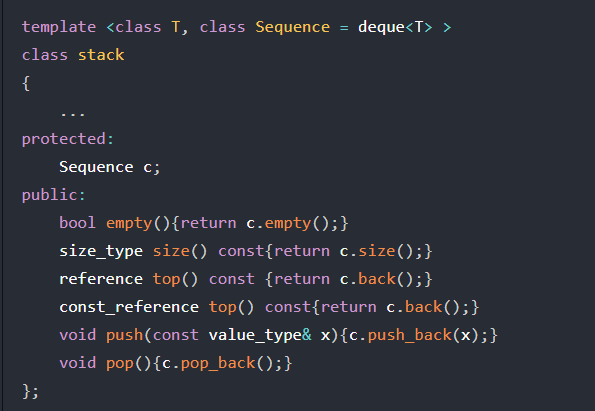 template <class T, class Sequence = deque<T> >
class stack
{
    ...
protected:
    Sequence c;
public:
    bool empty(){return c.empty();}
    size_type size() const{return c.size();}
    reference top() const {return c.back();}
    const_reference top() const{return c.back();}
    void push(const value_type& x){c.push_back(x);}
    void pop(){c.pop_back();}
};